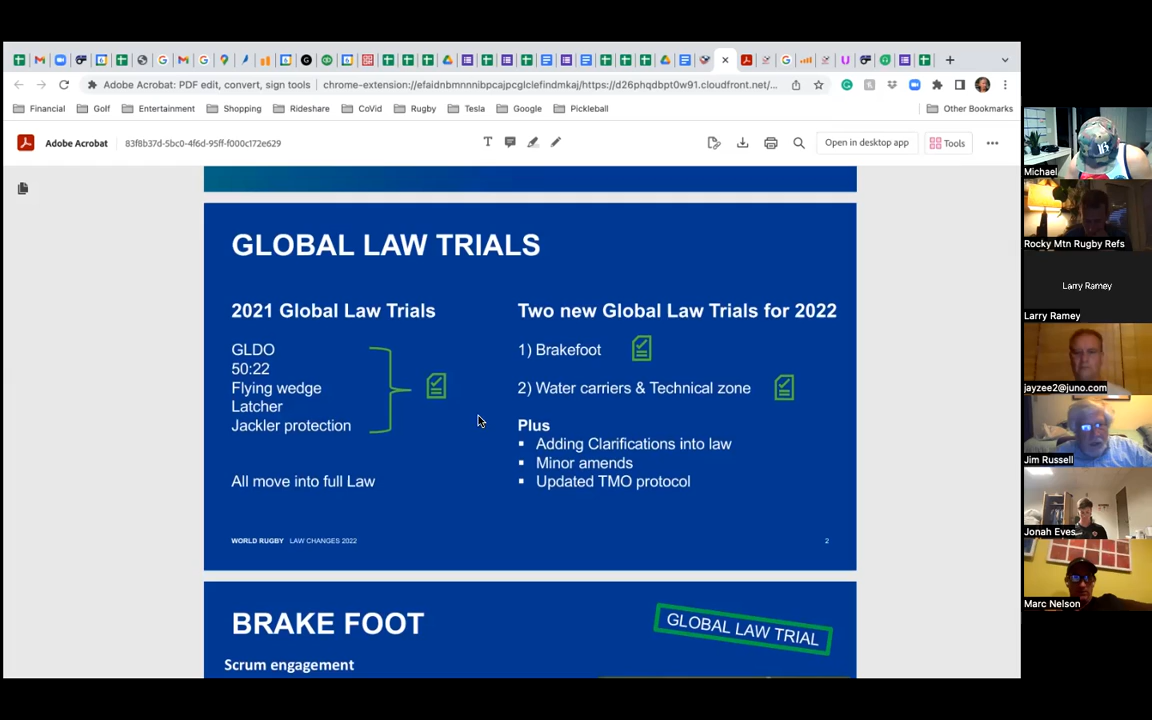 Adobe Acrobat: PDF edit, convert, sign tools
chrome-extension://efaidnbmnnnibpcajpcglclefindmkaj/https://d26phqdbpt0w91.cloudfront.net/...
Financial
Golf
Entertainment
Shopping
Rideshare
CoVid
Rugby
Tesla
Google
Pickleball
Other Bookmarks
Adobe Acrobat
83f8b37d-5bc0-4f6d-95ff-f000c172e629
Open in desktop app
Tools
GLOBAL LAW TRIALS
2021 Global Law Trials
GLDO
50:22
Flying wedge
Latcher
Jackler protection
All move into full Law
Two new Global Law Trials for 2022
1) Brakefoot
2) Water carriers & Technical zone
Plus
▪ Adding Clarifications into law
▪ Minor amends
▪ Updated TMO protocol
WORLD RUGBY LAW CHANGES 2022
2
BRAKE FOOT
GLOBAL LAW TRIAL
Scrum engagement
Michael
Rocky Mtn Rugby Refs
Larry Ramey
Larry Ramey
jayzee2@juno.com
Jim Russell
Jonah Eves
Marc Nelson